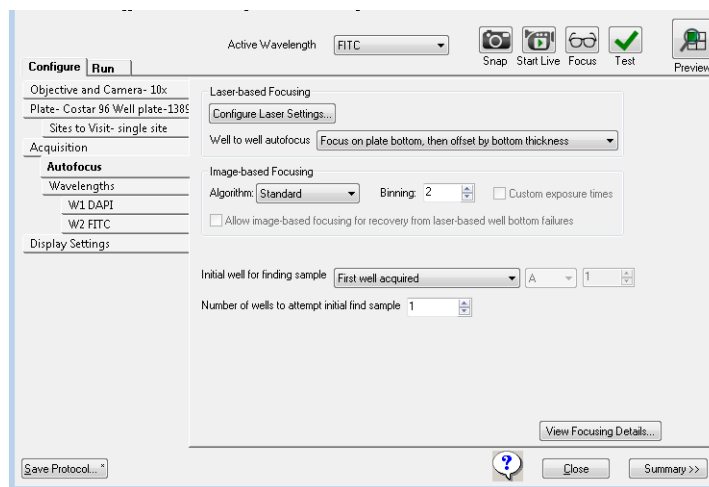 Active Wavelength FITC
Snap Start Live Focus Test Preview
Configure Run
Objective and Camera- 10x
Plate- Costar 96 Well plate-1389
Sites to Visit- single site
Acquisition
Autofocus
Wavelengths
W1 DAPI
W2 FITC
Display Settings
Laser-based Focusing
Configure Laser Settings...
Well to well autofocus Focus on plate bottom, then offset by bottom thickness
Image-based Focusing
Algorithm: Standard Binning: 2 Custom exposure times
Allow image-based focusing for recovery from laser-based well bottom failures
Initial well for finding sample First well acquired A 1
Number of wells to attempt initial find sample 1
View Focusing Details...
Save Protocol... * ? Close Summary >>